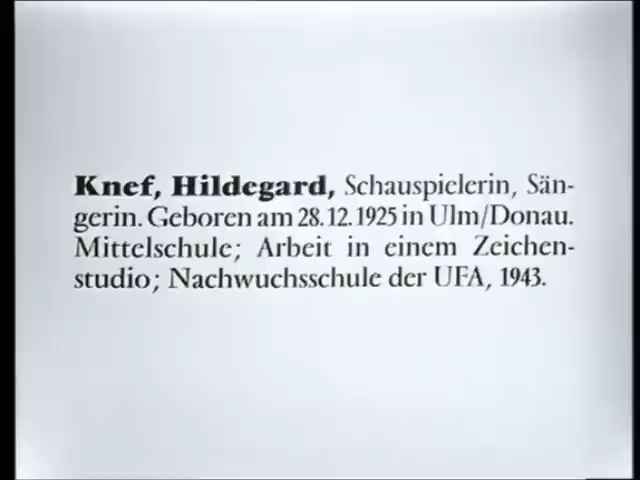 Knef, Hildegard, Schauspielerin, Sän-
gerin. Geboren am 28.12.1925 in Ulm/Donau.
Mittelschule; Arbeit in einem Zeichen-
studio; Nachwuchsschule der UFA, 1943.